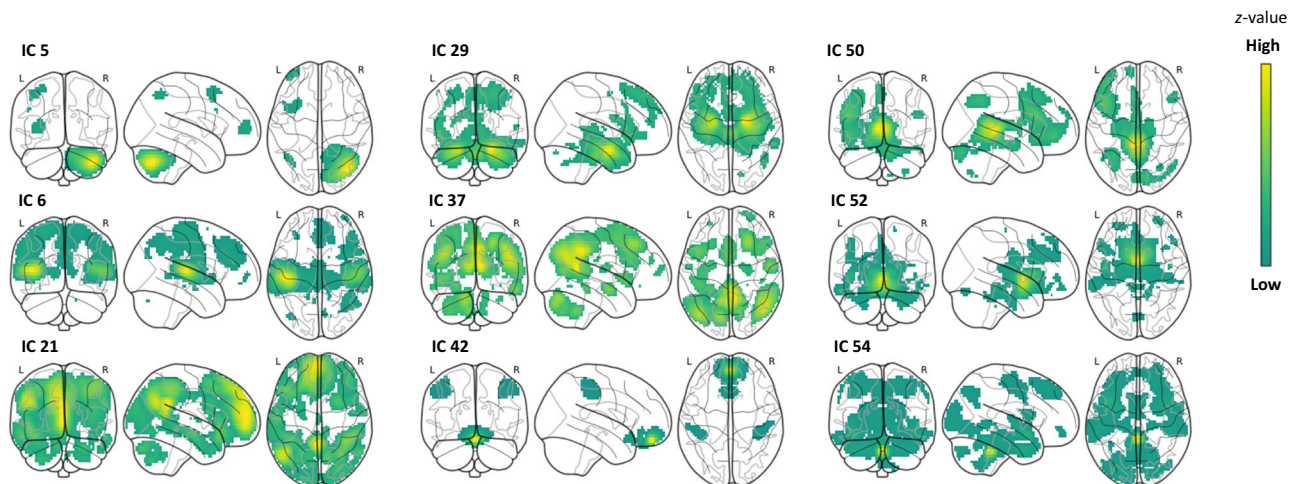 IC 5
L R
R
IC 29
L R
R
IC 50
L R
R
z-value
High
Low
IC 6
L R
R
IC 37
L R
R
IC 52
L R
R
IC 21
L R
L R
IC 42
L R
L R
IC 54
L R
L R